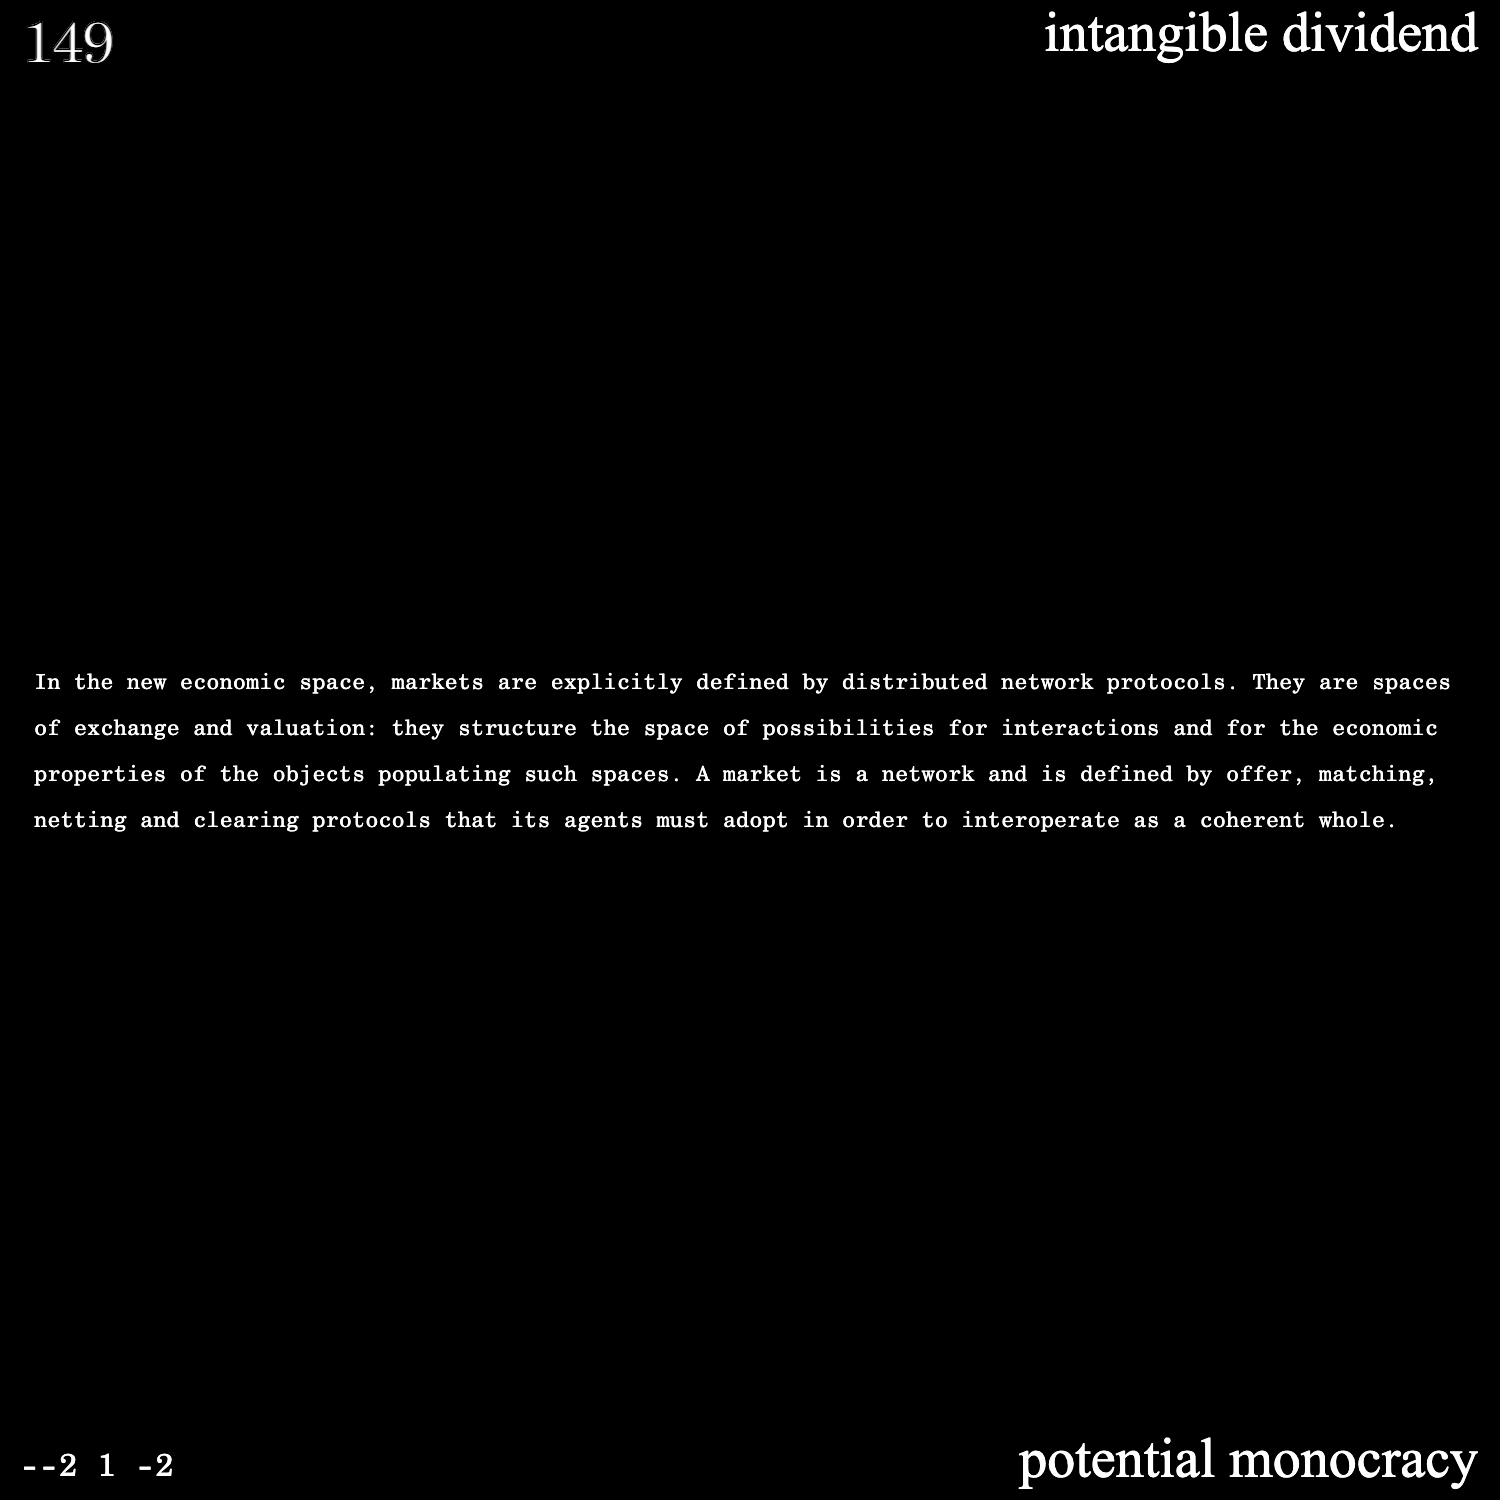 149
intangible dividend
In the new economic space, markets are explicitly defined by distributed network protocols. They are spaces
of exchange and valuation: they structure the space of possibilities for interactions and for the economic
properties of the objects populating such spaces. A market is a network and is defined by offer, matching,
netting and clearing protocols that its agents must adopt in order to interoperate as a coherent whole.
--2 1 -2
potential monocracy